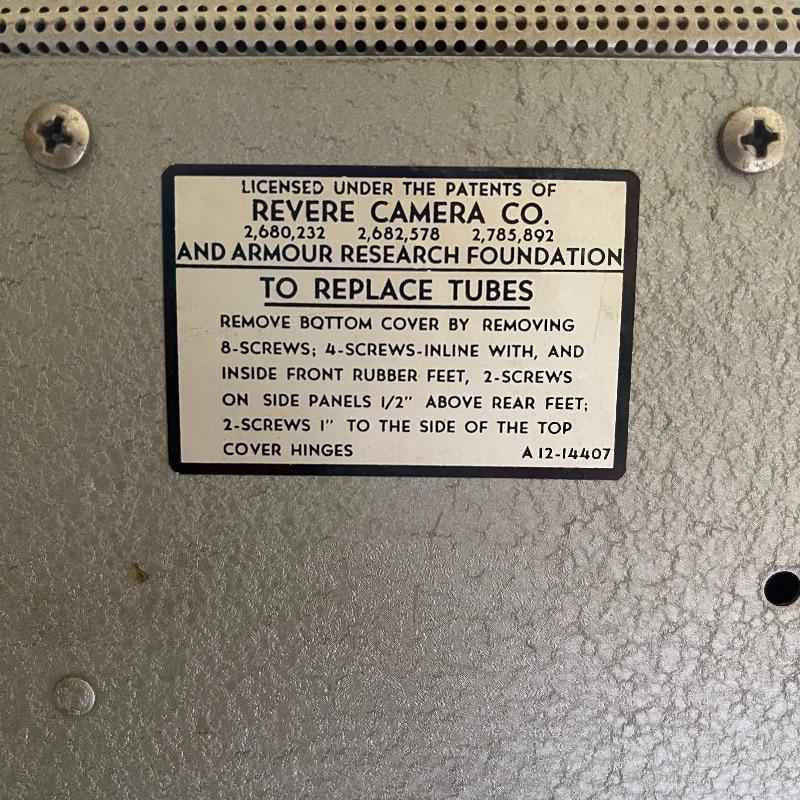 LICENSED UNDER THE PATENTS OF
REVERE CAMERA CO.
2,680,232 2,682,578 2,785,892
AND ARMOUR RESEARCH FOUNDATION
TO REPLACE TUBES
REMOVE BOTTOM COVER BY REMOVING
8-SCREWS; 4-SCREWS-INLINE WITH, AND
INSIDE FRONT RUBBER FEET, 2-SCREWS
ON SIDE PANELS 1/2" ABOVE REAR FEET;
2-SCREWS 1" TO THE SIDE OF THE TOP
COVER HINGES A 12-14407